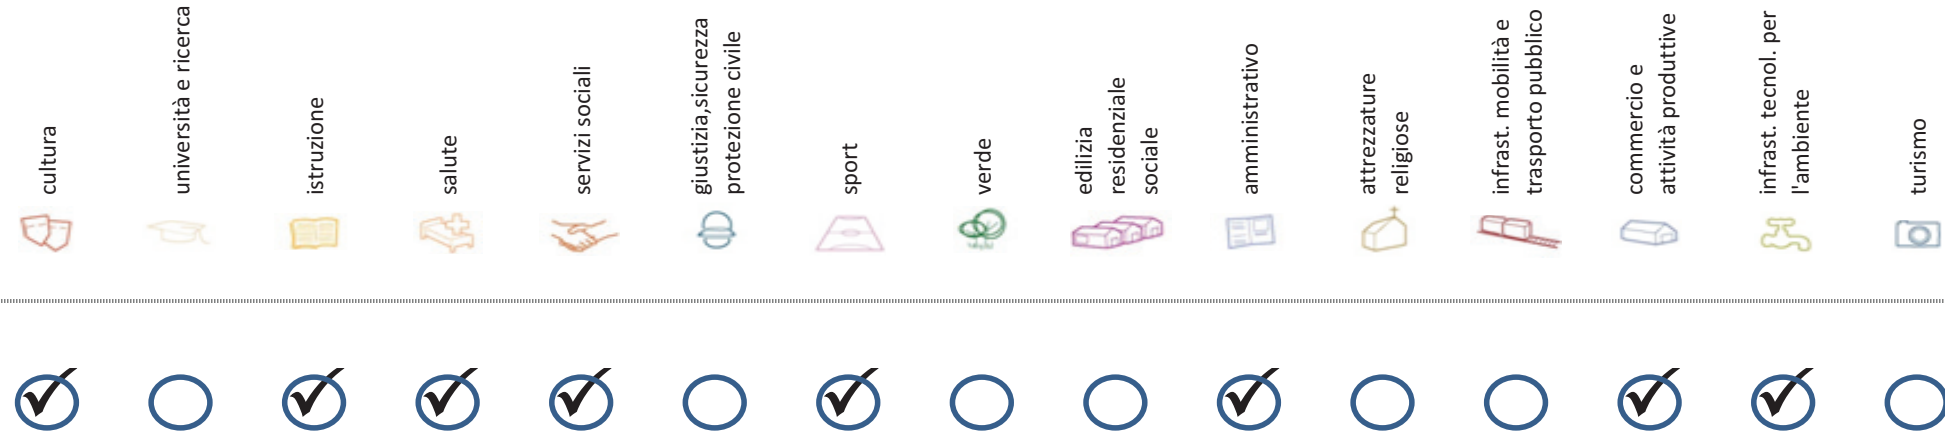 cultura
università e ricerca
istruzione
salute
servizi sociali
giustizia,sicurezza
protezione civile
sport
verde
edilizia
residenziale
sociale
amministrativo
attrezzature
religiose
infrast. mobilità e
trasporto pubblico
commercio e
attività produttive
infrast. tecnol. per
l'ambiente
turismo